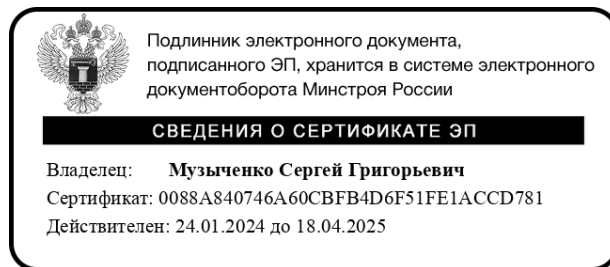 Подлинник электронного документа,
подписанного ЭП, хранится в системе электронного
документоборота Минстроя России
СВЕДЕНИЯ О СЕРТИФИКАТЕ ЭП
Владелец: Музыченко Сергей Григорьевич
Сертификат: 0088A840746A60CBFB4D6F51FE1ACCD781
Действителен: 24.01.2024 до 18.04.2025